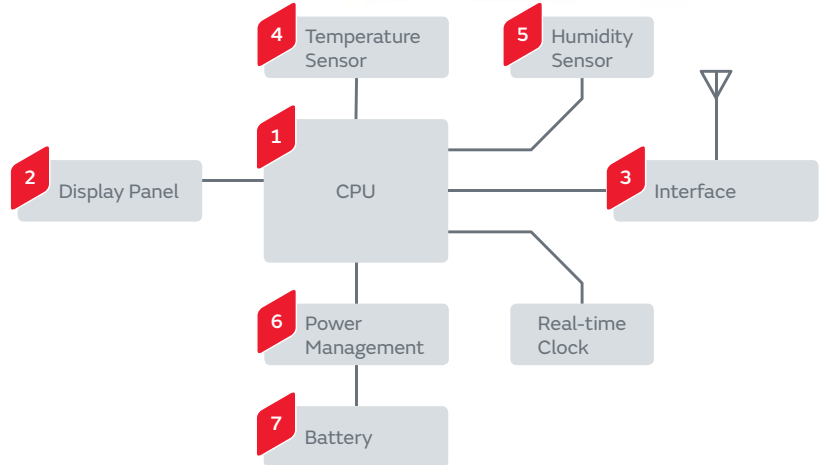 4
Temperature
Sensor
5
Humidity
Sensor
1
CPU
2
Display Panel
3
Interface
6
Power
Management
Real-time
Clock
7
Battery